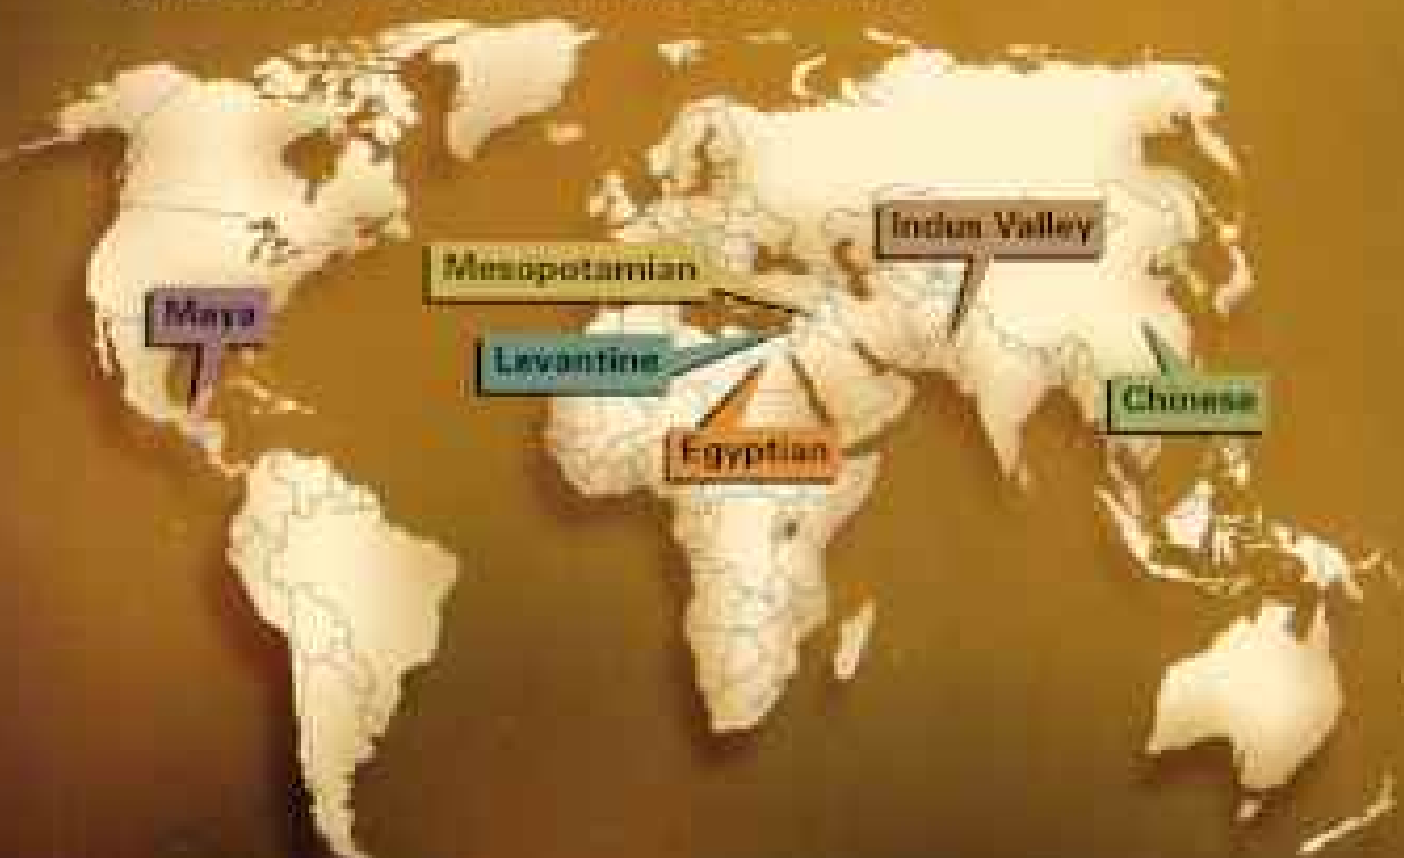 Indus Valley
Mesopotamian
Maya
Levantine
Chinese
Egyptian